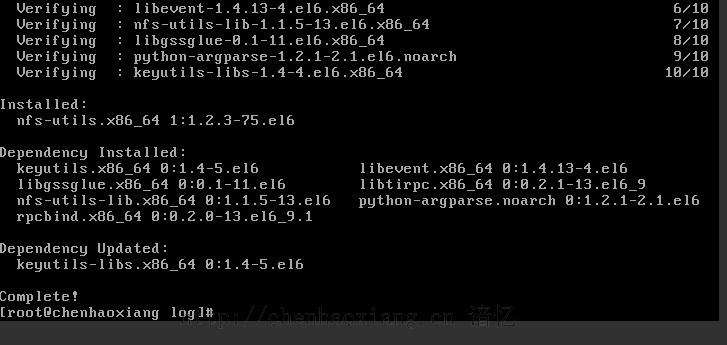 Verifying : libevent-1.4.13-4.el6.x86_64 6/10
Verifying : nfs-utils-lib-1.1.5-13.el6.x86_64 7/10
Verifying : libgssglue-0.1-11.el6.x86_64 8/10
Verifying : python-argparse-1.2.1-2.1.el6.noarch 9/10
Verifying : keyutils-libs-1.4-4.el6.x86_64 10/10
Installed:
nfs-utils.x86_64 1:1.2.3-75.el6
Dependency Installed:
keyutils.x86_64 0:1.4-5.el6 libevent.x86_64 0:1.4.13-4.el6
libgssglue.x86_64 0:0.1-11.el6 libtirpc.x86_64 0:0.2.1-13.el6_9
nfs-utils-lib.x86_64 0:1.1.5-13.el6 python-argparse.noarch 0:1.2.1-2.1.el6
rpcbind.x86_64 0:0.2.0-13.el6_9.1
Dependency Updated:
keyutils-libs.x86_64 0:1.4-5.el6
Complete!
[root@chenhaoxiang log]#
http://chenhaoxiang.cn 谙忆